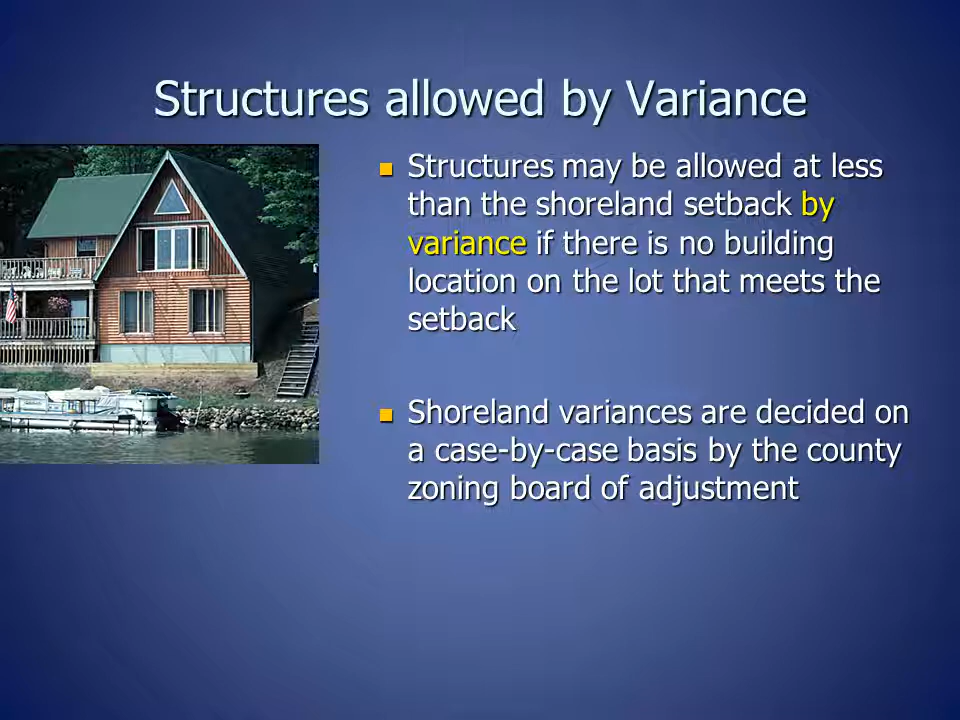 Structures allowed by Variance
Structures may be allowed at less
than the shoreland setback by
variance if there is no building
location on the lot that meets the
setback
Shoreland variances are decided on
a case-by-case basis by the county
zoning board of adjustment